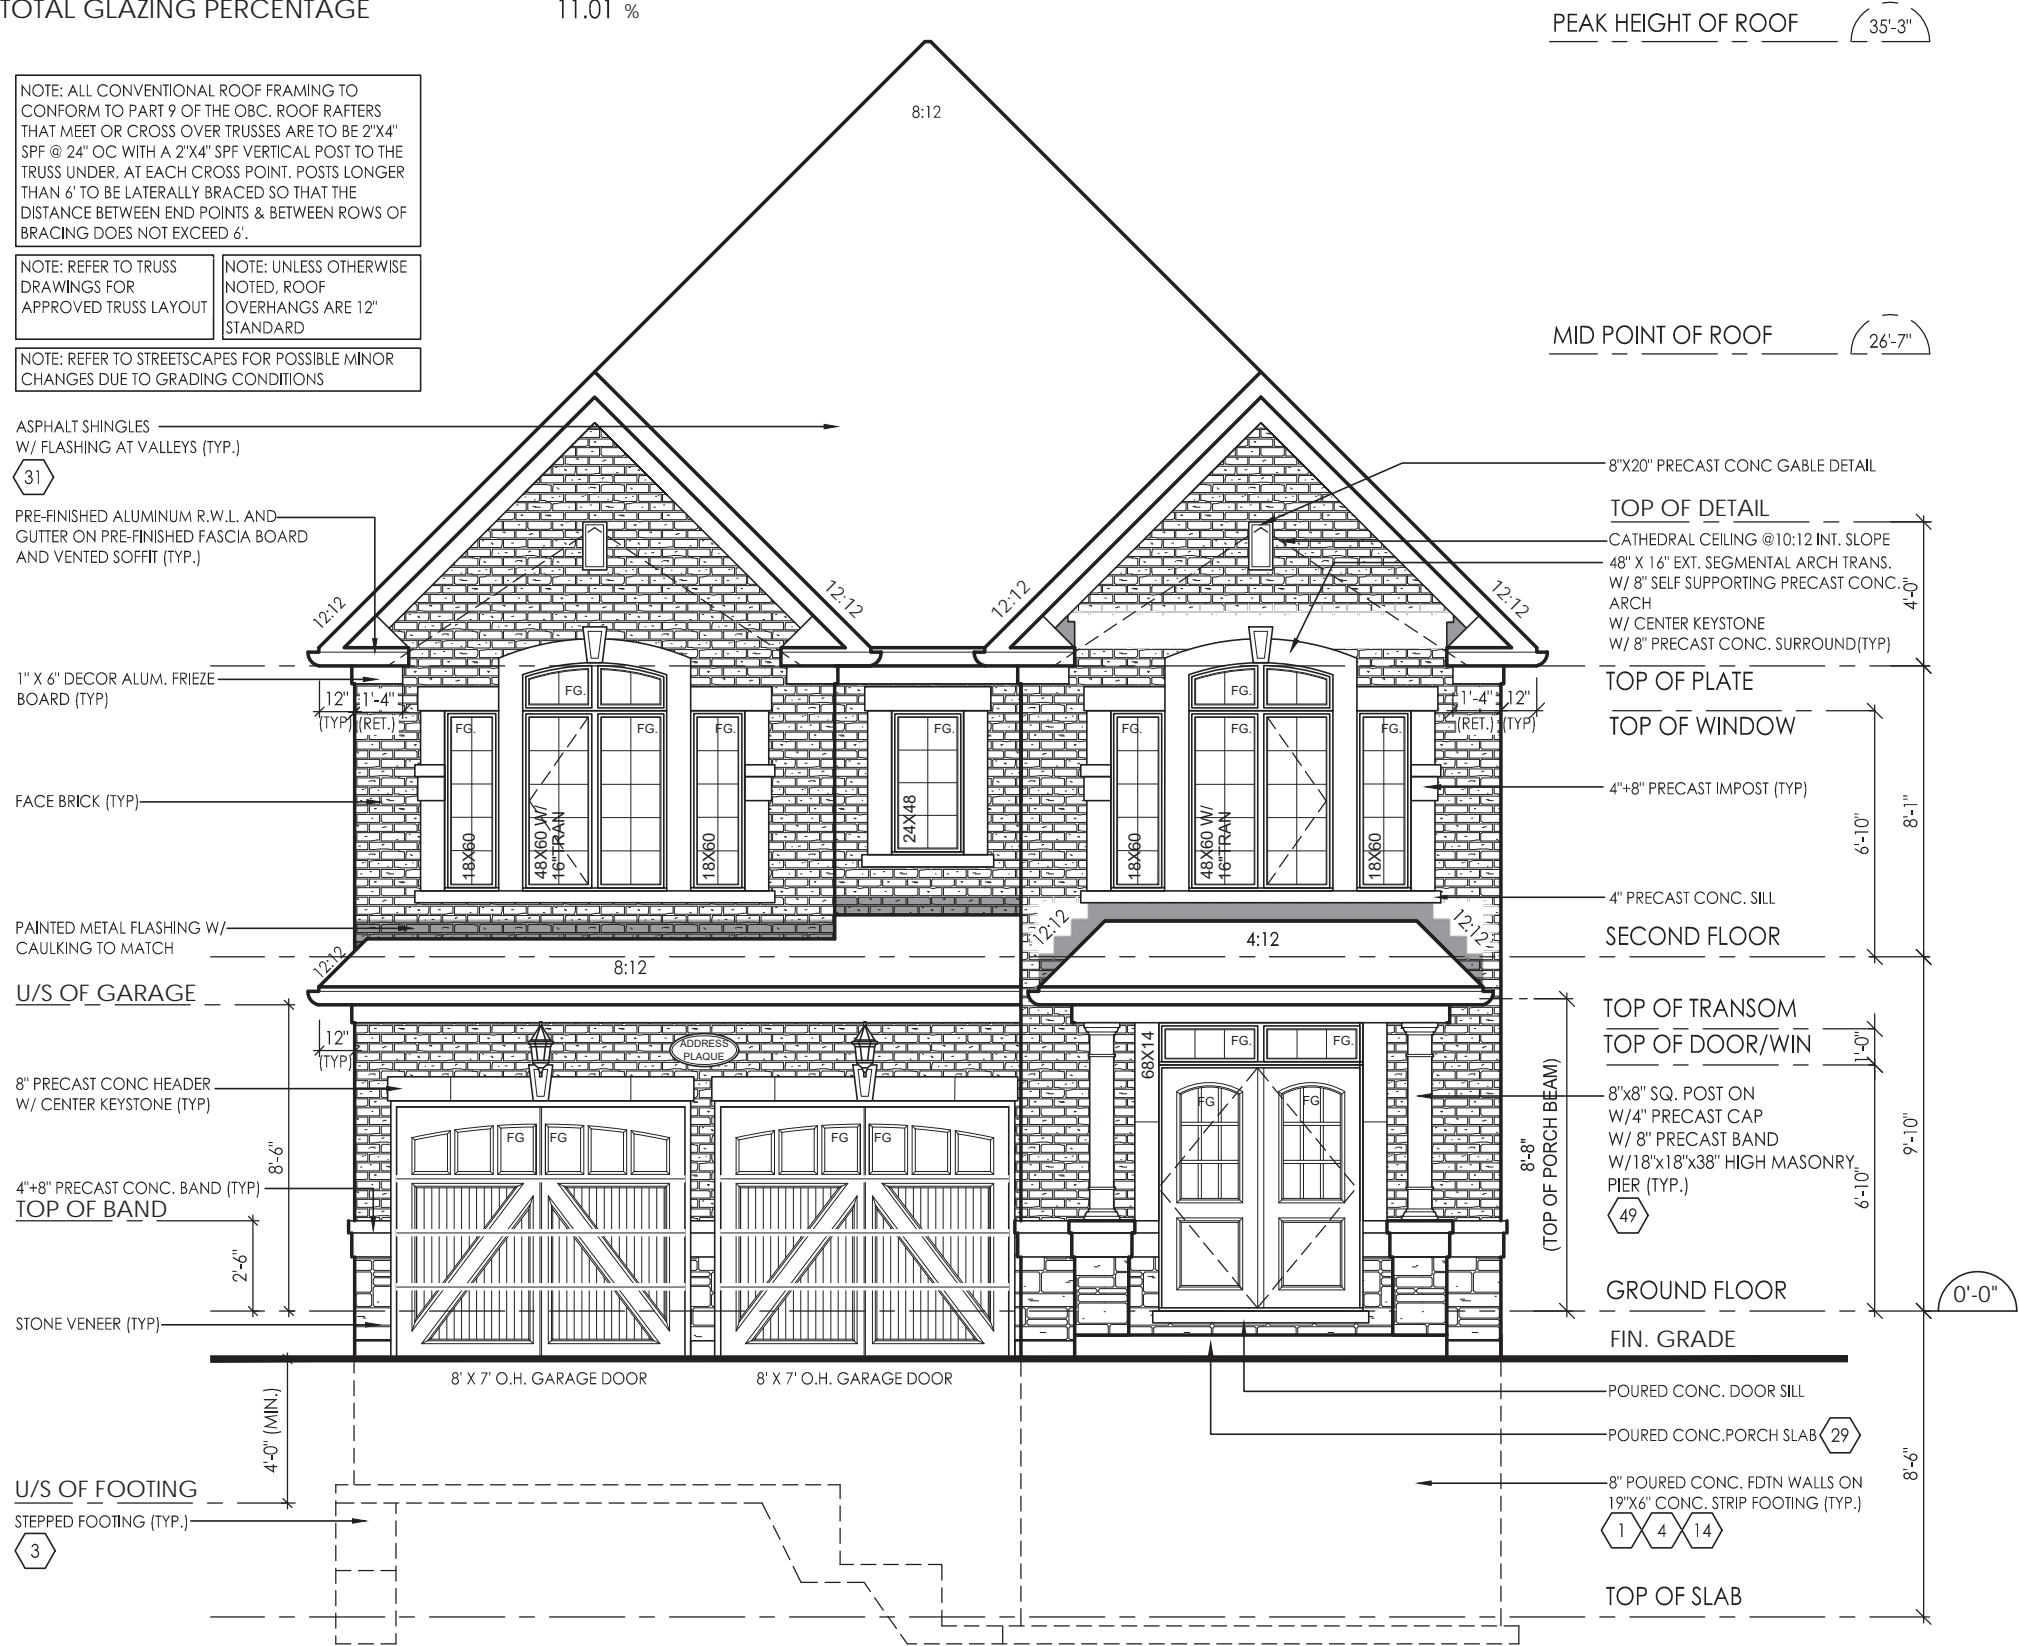 TOTAL GLAZING PERCENTAGE 11.01 %
PEAK HEIGHT OF ROOF 35'-3"
8:12
NOTE: ALL CONVENTIONAL ROOF FRAMING TO
CONFORM TO PART 9 OF THE OBC. ROOF RAFTERS
THAT MEET OR CROSS OVER TRUSSES ARE TO BE 2"X4"
SPF @ 24" OC WITH A 2"X4" SPF VERTICAL POST TO THE
TRUSS UNDER, AT EACH CROSS POINT. POSTS LONGER
THAN 6' TO BE LATERALLY BRACED SO THAT THE
DISTANCE BETWEEN END POINTS & BETWEEN ROWS OF
BRACING DOES NOT EXCEED 6'.
NOTE: REFER TO TRUSS
DRAWINGS FOR
APPROVED TRUSS LAYOUT
NOTE: UNLESS OTHERWISE
NOTED, ROOF
OVERHANGS ARE 12"
STANDARD
NOTE: REFER TO STREETSCAPES FOR POSSIBLE MINOR
CHANGES DUE TO GRADING CONDITIONS
MID POINT OF ROOF 26'-7"
ASPHALT SHINGLES
W/ FLASHING AT VALLEYS (TYP.)
31
PRE-FINISHED ALUMINUM R.W.L. AND
GUTTER ON PRE-FINISHED FASCIA BOARD
AND VENTED SOFFIT (TYP.)
1" X 6" DECOR ALUM. FRIEZE
BOARD (TYP)
FACE BRICK (TYP)
PAINTED METAL FLASHING W/
CAULKING TO MATCH
U/S OF GARAGE
8" PRECAST CONC HEADER
W/ CENTER KEYSTONE (TYP)
8'-6"
4"+8" PRECAST CONC. BAND (TYP)
TOP OF BAND
2'-6"
STONE VENEER (TYP)
4'-0" (MIN.)
U/S OF FOOTING
STEPPED FOOTING (TYP.)
3
12:12
12:12
12:12
12:12
12"
(TYP)
1'-4"
(RET.)
FG.
FG.
FG.
FG.
18X60
48X60 W/
16"TRAN
18X60
FG.
24X48
FG.
FG.
FG.
FG.
18X60
48X60 W/
16"TRAN
18X60
1'-4"
(RET.)
12"
(TYP)
12:12
8:12
12:12
4:12
12:12
12"
(TYP)
ADDRESS
PLAQUE
FG
FG
FG
FG
68X14
FG.
FG.
FG
FG
8'-8"
(TOP OF PORCH BEAM)
8' X 7' O.H. GARAGE DOOR
8' X 7' O.H. GARAGE DOOR
8"X20" PRECAST CONC GABLE DETAIL
TOP OF DETAIL
CATHEDRAL CEILING @10:12 INT. SLOPE
48" X 16" EXT. SEGMENTAL ARCH TRANS.
W/ 8" SELF SUPPORTING PRECAST CONC.
ARCH
W/ CENTER KEYSTONE
W/ 8" PRECAST CONC. SURROUND(TYP)
4'-0"
TOP OF PLATE
TOP OF WINDOW
4"+8" PRECAST IMPOST (TYP)
6'-10"
8'-1"
4" PRECAST CONC. SILL
SECOND FLOOR
TOP OF TRANSOM
TOP OF DOOR/WIN
1'-0"
8"x8" SQ. POST ON
W/4" PRECAST CAP
W/ 8" PRECAST BAND
W/18"x18"x38" HIGH MASONRY
PIER (TYP.)
49
6'-10"
9'-10"
GROUND FLOOR
0'-0"
FIN. GRADE
POURED CONC. DOOR SILL
POURED CONC.PORCH SLAB 29
8" POURED CONC. FDTN WALLS ON
19"X6" CONC. STRIP FOOTING (TYP.)
1 4 14
8'-6"
TOP OF SLAB